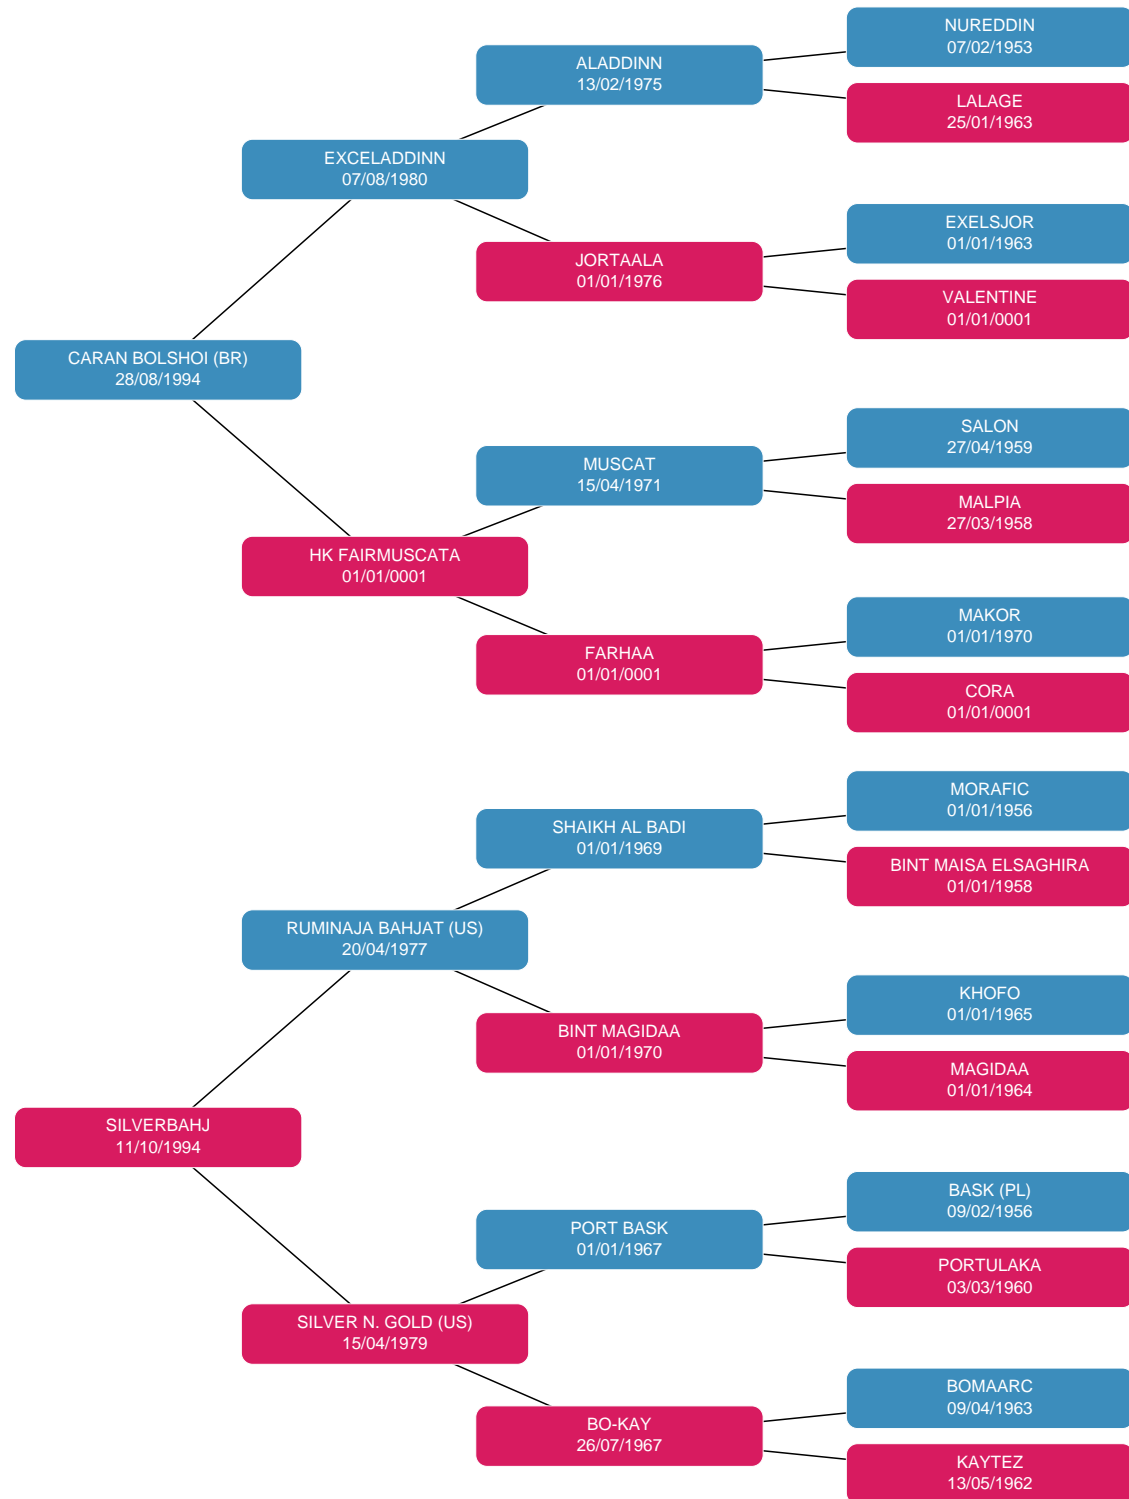 NUREDDIN
07/02/1953
ALADDINN
13/02/1975
LALAGE
25/01/1963
EXCELADDINN
07/08/1980
EXELSJOR
01/01/1963
JORTAALA
01/01/1976
VALENTINE
01/01/0001
CARAN BOLSHOI (BR)
28/08/1994
SALON
27/04/1959
MUSCAT
15/04/1971
MALPIA
27/03/1958
HK FAIRMUSCATA
01/01/0001
MAKOR
01/01/1970
FARHAA
01/01/0001
CORA
01/01/0001
MORAFIC
01/01/1956
SHAIKH AL BADI
01/01/1969
BINT MAISA ELSAGHIRA
01/01/1958
RUMINAJA BAHJAT (US)
20/04/1977
KHOFO
01/01/1965
BINT MAGIDAA
01/01/1970
MAGIDAA
01/01/1964
SILVERBAHJ
11/10/1994
BASK (PL)
09/02/1956
PORT BASK
01/01/1967
PORTULAKA
03/03/1960
SILVER N. GOLD (US)
15/04/1979
BOMAARC
09/04/1963
BO-KAY
26/07/1967
KAYTEZ
13/05/1962